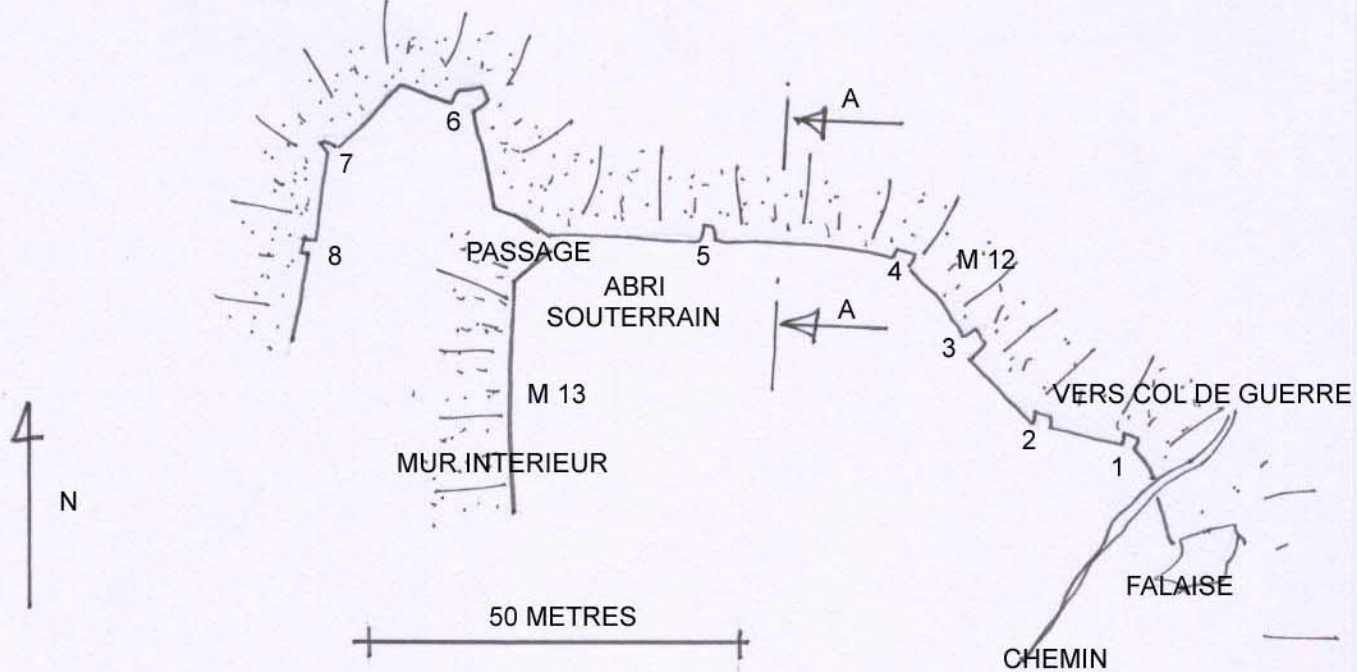 A
6
7
PASSAGE
8
5
4
M 12
ABRI
SOUTERRAIN
A
3
M 13
VERS COL DE GUERRE
2
1
MUR INTERIEUR
N
FALAISE
50 METRES
CHEMIN